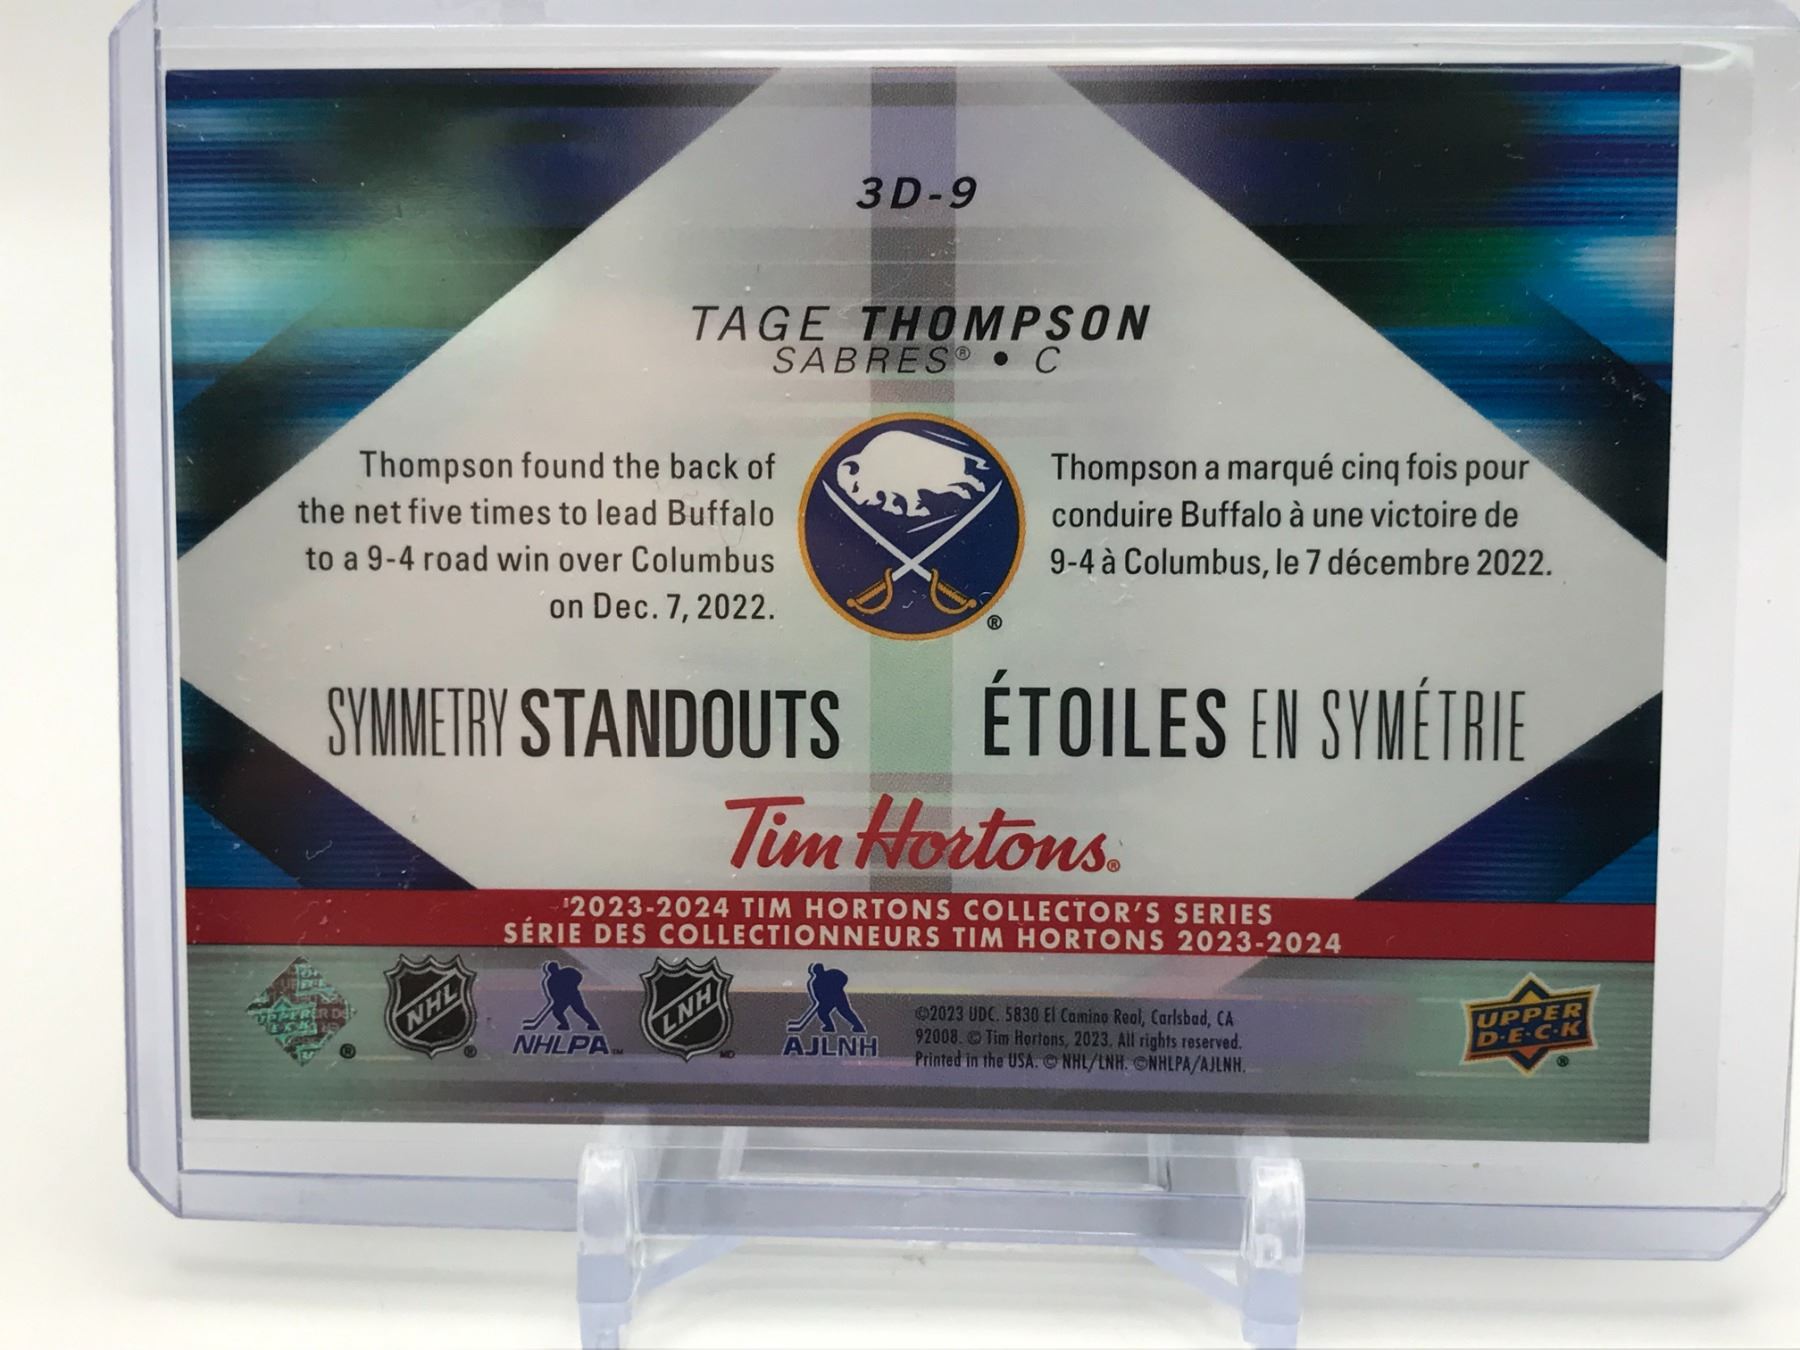 3D-9
TAGE THOMPSON
SABRES® • C
Thompson found the back of
the net five times to lead Buffalo
to a 9-4 road win over Columbus
on Dec. 7, 2022.
Thompson a marqué cinq fois pour
conduire Buffalo à une victoire de
9-4 à Columbus, le 7 décembre 2022.
®
SYMMETRY STANDOUTS
ÉTOILES EN SYMÉTRIE
Tim Hortons®
2023-2024 TIM HORTONS COLLECTOR'S SERIES
SÉRIE DES COLLECTIONNEURS TIM HORTONS 2023-2024
®
NHL ®
NHLPA™
LNH MD
AJLNH
©2023 UDC. 5830 El Camino Real, Carlsbad, CA
92008. © Tim Hortons, 2023. All rights reserved.
Printed in the USA. © NHL/LNH. ©NHLPA/AJLNH.
UPPER
D·E·C·K
®